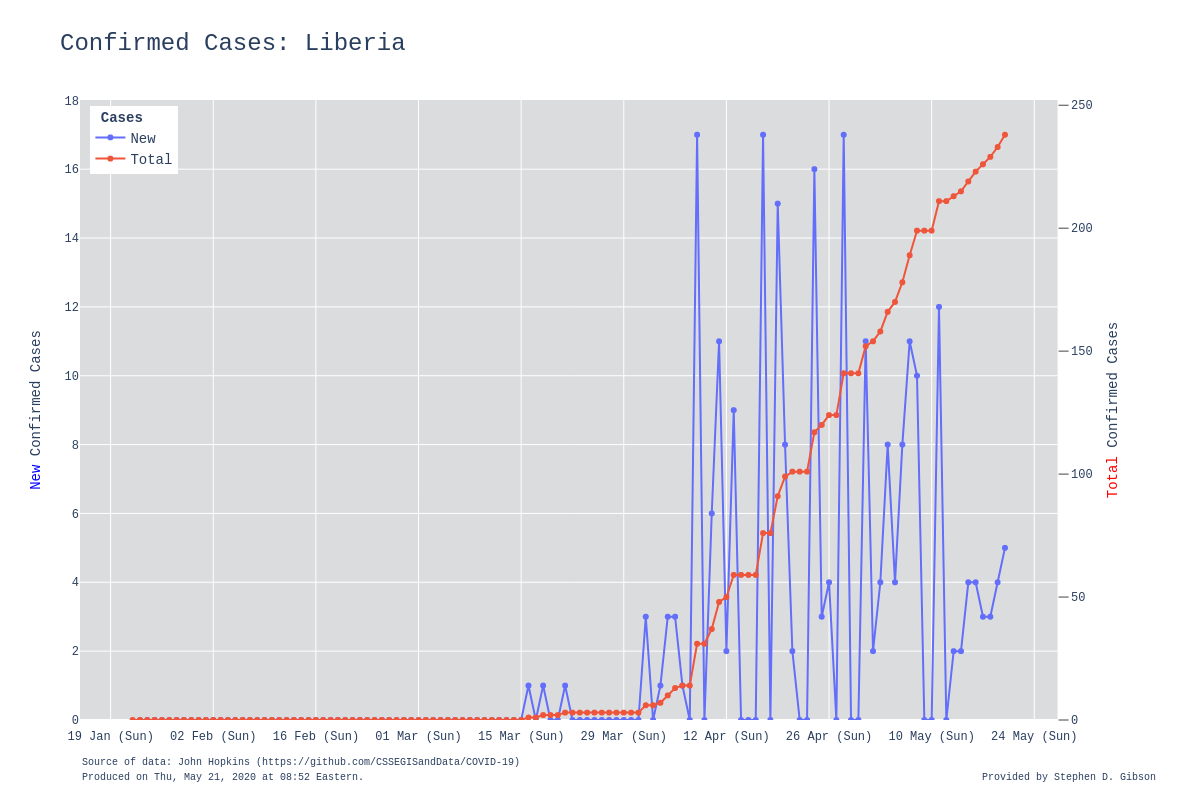 Confirmed Cases: Liberia
Cases
New
Total
18
16
14
12
10
8
6
4
2
0
250
200
150
100
50
0
New Confirmed Cases
Total Confirmed Cases
19 Jan (Sun) 02 Feb (Sun) 16 Feb (Sun) 01 Mar (Sun) 15 Mar (Sun) 29 Mar (Sun) 12 Apr (Sun) 26 Apr (Sun) 10 May (Sun) 24 May (Sun)
Source of data: John Hopkins (https://github.com/CSSEGISandData/COVID-19)
Produced on Thu, May 21, 2020 at 08:52 Eastern.
Provided by Stephen D. Gibson